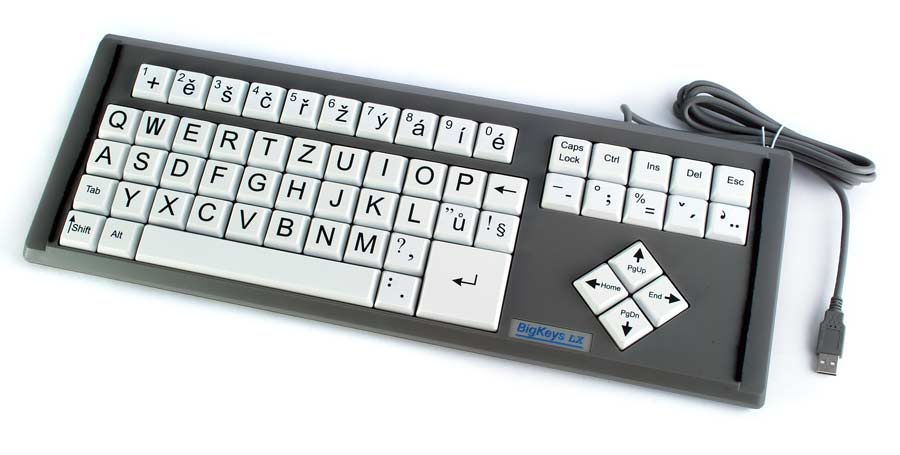 1 + 2 ě 3 š 4 č 5 ř 6 ž 7 ý 8 á 9 í 0 é
Q W E R T Z U I O P ←
A S D F G H J K L " ů ! §
Tab Y X C V B N M ? ,
Shift Alt : . ↵
Caps Lock Ctrl Ins Del Esc
_ - ° ; % = ˇ ´
PgUp
Home End
PgDn
BigKeys LX